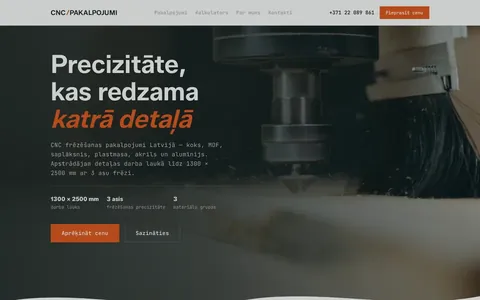 CNC/PAKALPOJUMI
Pakalpojumi Kalkulators Par mums Kontakti
+371 22 089 861
Pieprasīt cenu
Precizitāte,
kas redzama
katrā detaļā
CNC frēzēšanas pakalpojumi Latvijā — koks, MDF,
saplāksnis, plastmasa, akrils un alumīnijs.
Apstrādājam detaļas darba laukā līdz 1300 ×
2500 mm ar 3 asu frēzi.
1300 × 2500 mm 3 asis 3
darba lauks frēzēšanas precizitāte materiālu grupas
Aprēķināt cenu
Sazināties